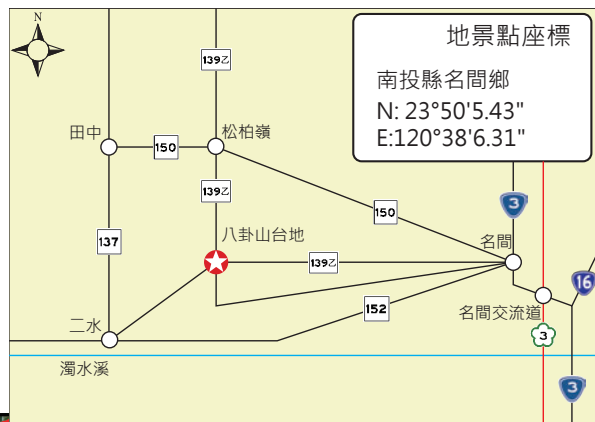 N
地景點座標
南投縣名間鄉
N: 23°50'5.43"
E:120°38'6.31"
139乙
田中
150
松柏嶺
139乙
3
150
137
八卦山台地
名間
139乙
16
152
名間交流道
二水
3
濁水溪
3